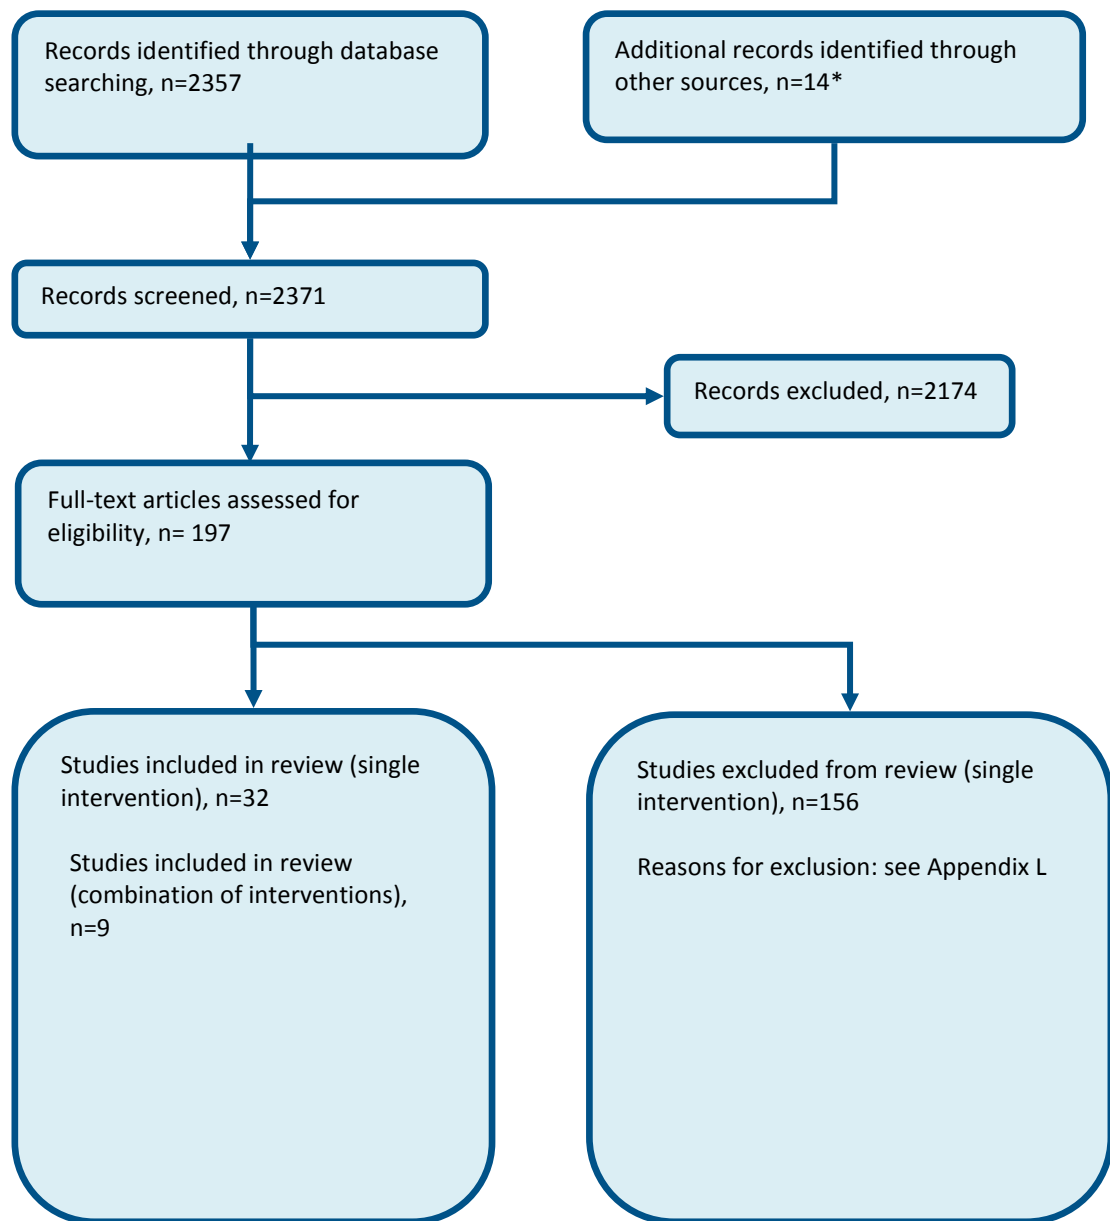 Records identified through database
searching, n=2357
Additional records identified through
other sources, n=14*
Records screened, n=2371
Records excluded, n=2174
Full-text articles assessed for
eligibility, n= 197
Studies included in review (single
intervention), n=32
Studies included in review
(combination of interventions),
n=9
Studies excluded from review (single
intervention), n=156
Reasons for exclusion: see Appendix L